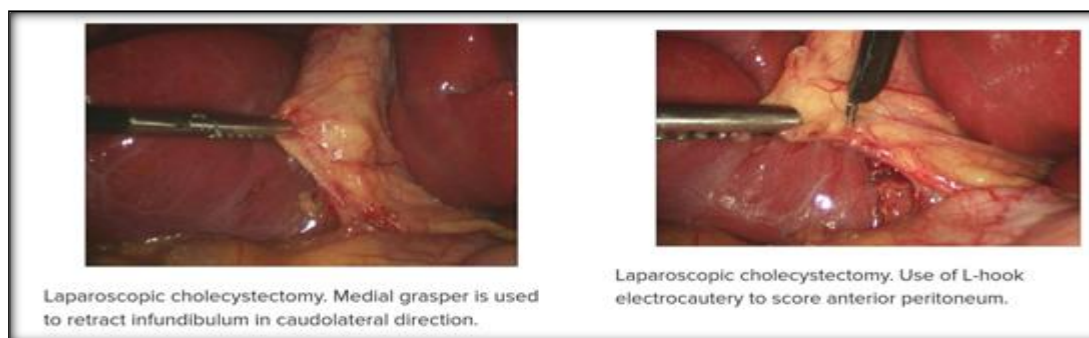 Laparoscopic cholecystectomy. Medial grasper is used
to retract infundibulum in caudolateral direction.
Laparoscopic cholecystectomy. Use of L-hook
electrocautery to score anterior peritoneum.